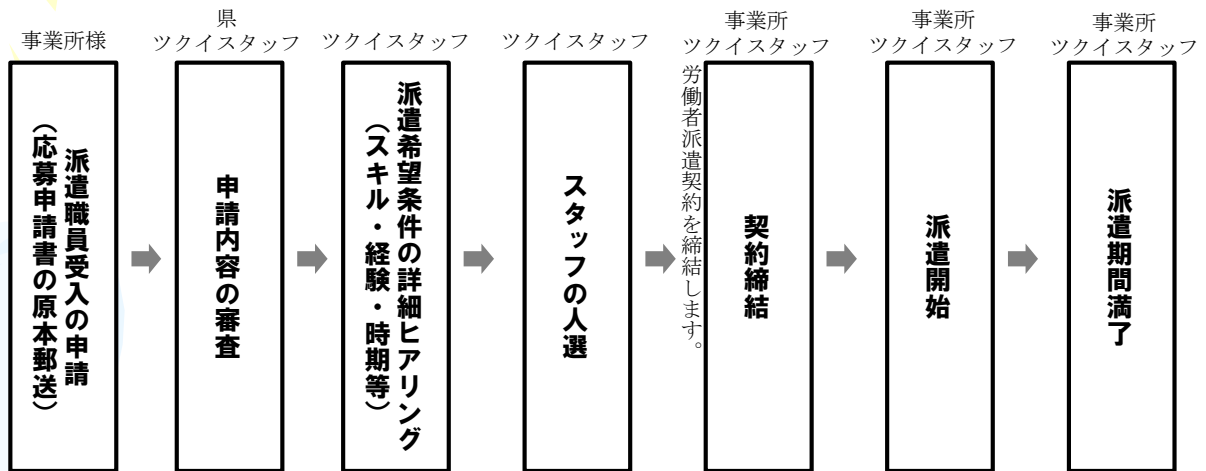 事業所様
派遣職員受入の申請
（応募申請書の原本郵送）
県
ツクイスタッフ
申請内容の審査
ツクイスタッフ
派遣希望条件の詳細ヒアリング
（スキル・経験・時期等）
ツクイスタッフ
スタッフの人選
事業所
ツクイスタッフ
契約締結
労働者派遣契約を締結します。
事業所
ツクイスタッフ
派遣開始
事業所
ツクイスタッフ
派遣期間満了